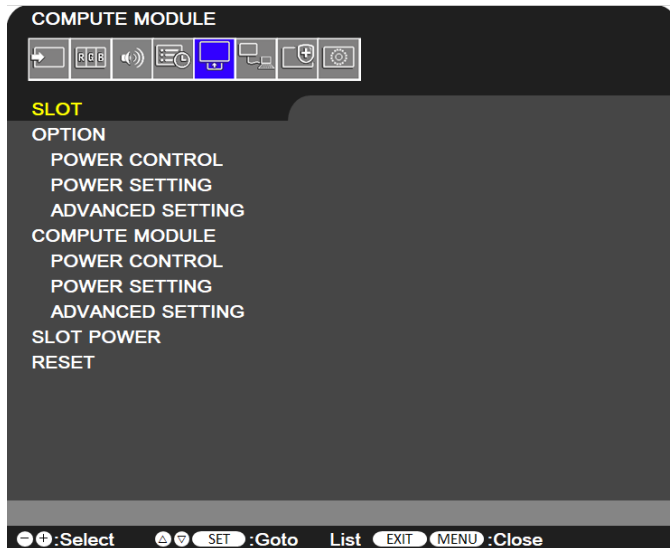 COMPUTE MODULE
RGB
SLOT
OPTION
POWER CONTROL
POWER SETTING
ADVANCED SETTING
COMPUTE MODULE
POWER CONTROL
POWER SETTING
ADVANCED SETTING
SLOT POWER
RESET
:Select SET :Goto List EXIT MENU :Close